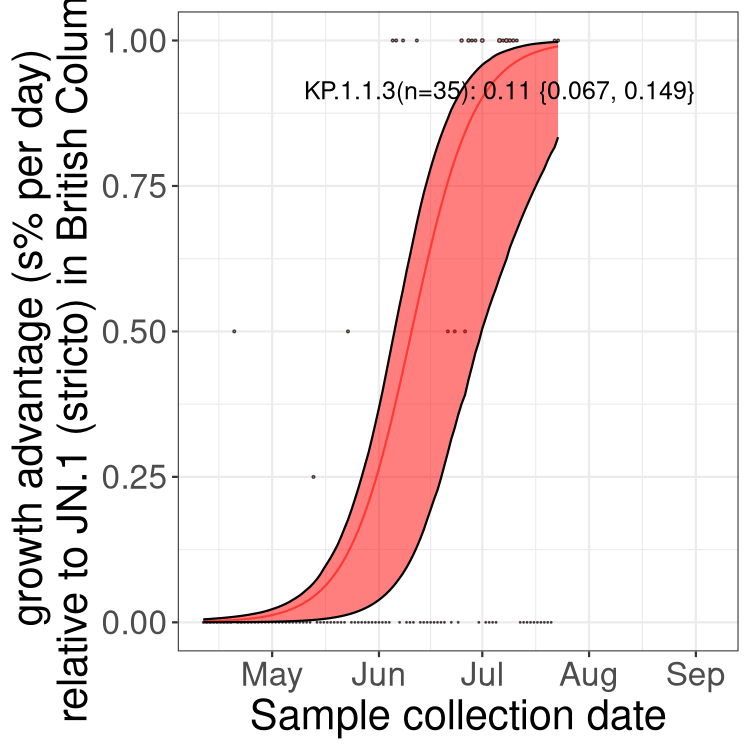 growth advantage (s% per day)
relative to JN.1 (stricto) in British Colum
1.00
0.75
0.50
0.25
0.00
KP.1.1.3(n=35): 0.11 {0.067, 0.149}
May Jun Jul Aug Sep
Sample collection date